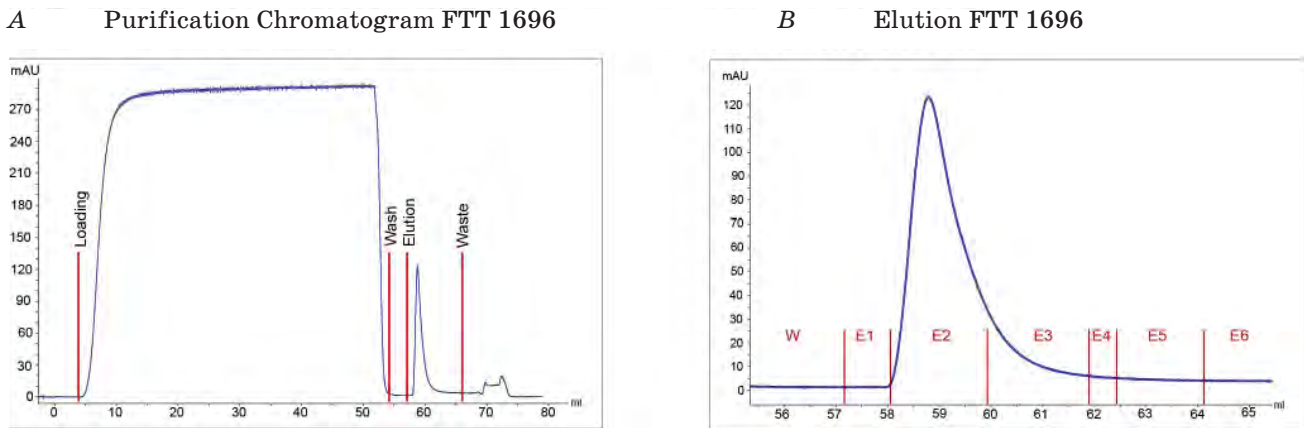 A Purification Chromatogram FTT 1696
mAU
270
240
210
180
150
120
90
60
30
0
Loading
Wash
Elution
Waste
0 10 20 30 40 50 60 70 80 ml
B Elution FTT 1696
mAU
120
110
100
90
80
70
60
50
40
30
20
10
0
W E1 E2 E3 E4 E5 E6
56 57 58 59 60 61 62 63 64 65 ml